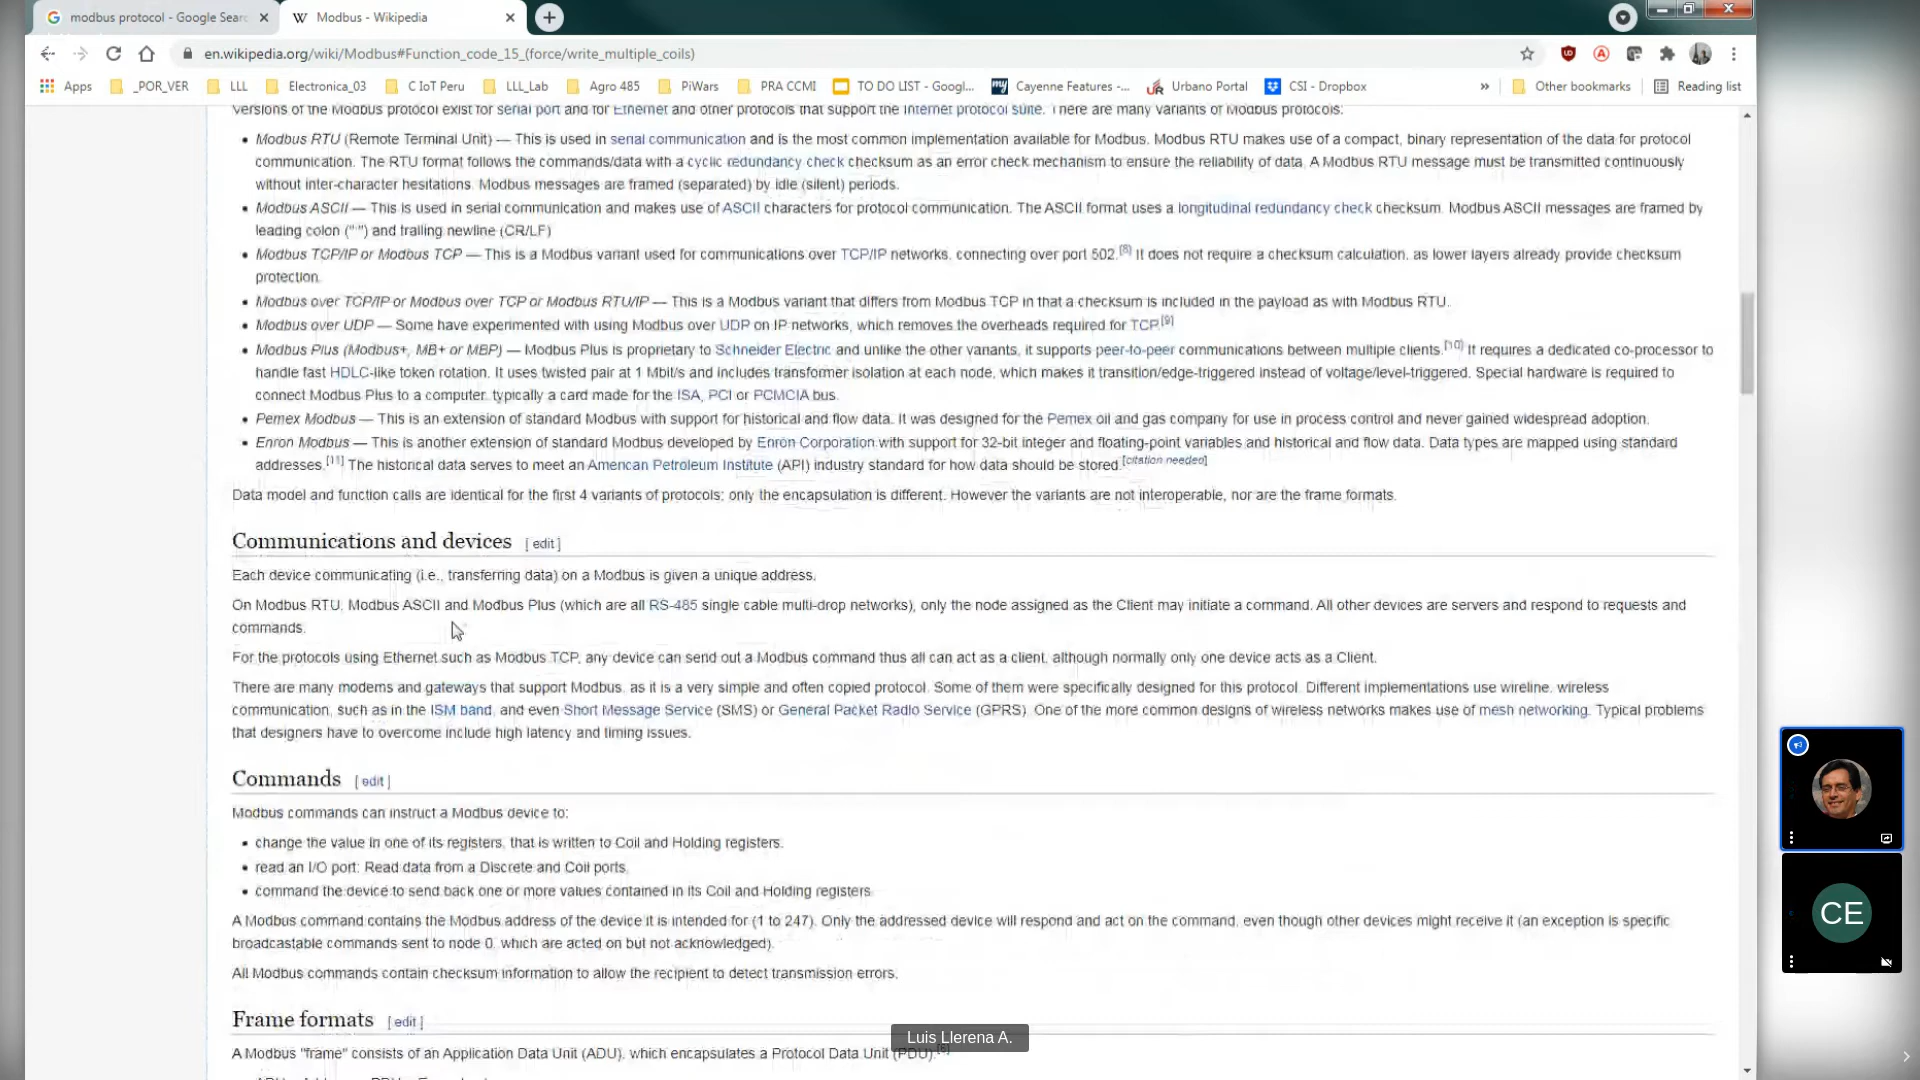 modbus protocol - Google Sear
Modbus - Wikipedia
en.wikipedia.org/wiki/Modbus#Function_code_15_(force/write_multiple_coils)
Apps
_POR_VER
LLL
Electronica_03
C IoT Peru
LLL_Lab
Agro 485
PiWars
PRA CCMI
TO DO LIST - Googl...
Cayenne Features -...
Urbano Portal
CSI - Dropbox
»
Other bookmarks
Reading list
Versions of the Modbus protocol exist for serial port and for Ethernet and other protocols that support the Internet protocol suite. There are many variants of Modbus protocols:
• Modbus RTU (Remote Terminal Unit) — This is used in serial communication and is the most common implementation available for Modbus. Modbus RTU makes use of a compact, binary representation of the data for protocol
communication. The RTU format follows the commands/data with a cyclic redundancy check checksum as an error check mechanism to ensure the reliability of data. A Modbus RTU message must be transmitted continuously
without inter-character hesitations. Modbus messages are framed (separated) by idle (silent) periods.
• Modbus ASCII — This is used in serial communication and makes use of ASCII characters for protocol communication. The ASCII format uses a longitudinal redundancy check checksum. Modbus ASCII messages are framed by
leading colon (":") and trailing newline (CR/LF)
• Modbus TCP/IP or Modbus TCP — This is a Modbus variant used for communications over TCP/IP networks, connecting over port 502.[8] It does not require a checksum calculation, as lower layers already provide checksum
protection.
• Modbus over TCP/IP or Modbus over TCP or Modbus RTU/IP — This is a Modbus variant that differs from Modbus TCP in that a checksum is included in the payload as with Modbus RTU.
• Modbus over UDP — Some have experimented with using Modbus over UDP on IP networks, which removes the overheads required for TCP.[9]
• Modbus Plus (Modbus+, MB+ or MBP) — Modbus Plus is proprietary to Schneider Electric and unlike the other variants, it supports peer-to-peer communications between multiple clients.[10] It requires a dedicated co-processor to
handle fast HDLC-like token rotation. It uses twisted pair at 1 Mbit/s and includes transformer isolation at each node, which makes it transition/edge-triggered instead of voltage/level-triggered. Special hardware is required to
connect Modbus Plus to a computer, typically a card made for the ISA, PCI or PCMCIA bus.
• Pemex Modbus — This is an extension of standard Modbus with support for historical and flow data. It was designed for the Pemex oil and gas company for use in process control and never gained widespread adoption.
• Enron Modbus — This is another extension of standard Modbus developed by Enron Corporation with support for 32-bit integer and floating-point variables and historical and flow data. Data types are mapped using standard
addresses.[11] The historical data serves to meet an American Petroleum Institute (API) industry standard for how data should be stored.[citation needed]
Data model and function calls are identical for the first 4 variants of protocols; only the encapsulation is different. However the variants are not interoperable, nor are the frame formats.
Communications and devices [ edit ]
Each device communicating (i.e., transferring data) on a Modbus is given a unique address.
On Modbus RTU, Modbus ASCII and Modbus Plus (which are all RS-485 single cable multi-drop networks), only the node assigned as the Client may initiate a command. All other devices are servers and respond to requests and
commands.
For the protocols using Ethernet such as Modbus TCP, any device can send out a Modbus command thus all can act as a client, although normally only one device acts as a Client.
There are many modems and gateways that support Modbus, as it is a very simple and often copied protocol. Some of them were specifically designed for this protocol. Different implementations use wireline, wireless
communication, such as in the ISM band, and even Short Message Service (SMS) or General Packet Radio Service (GPRS). One of the more common designs of wireless networks makes use of mesh networking. Typical problems
that designers have to overcome include high latency and timing issues.
Commands [ edit ]
Modbus commands can instruct a Modbus device to:
• change the value in one of its registers, that is written to Coil and Holding registers.
• read an I/O port: Read data from a Discrete and Coil ports,
• command the device to send back one or more values contained in its Coil and Holding registers
A Modbus command contains the Modbus address of the device it is intended for (1 to 247). Only the addressed device will respond and act on the command, even though other devices might receive it (an exception is specific
broadcastable commands sent to node 0, which are acted on but not acknowledged).
All Modbus commands contain checksum information to allow the recipient to detect transmission errors.
Frame formats [ edit ]
A Modbus "frame" consists of an Application Data Unit (ADU), which encapsulates a Protocol Data Unit (PDU):[6]
Luis Llerena A.
CE